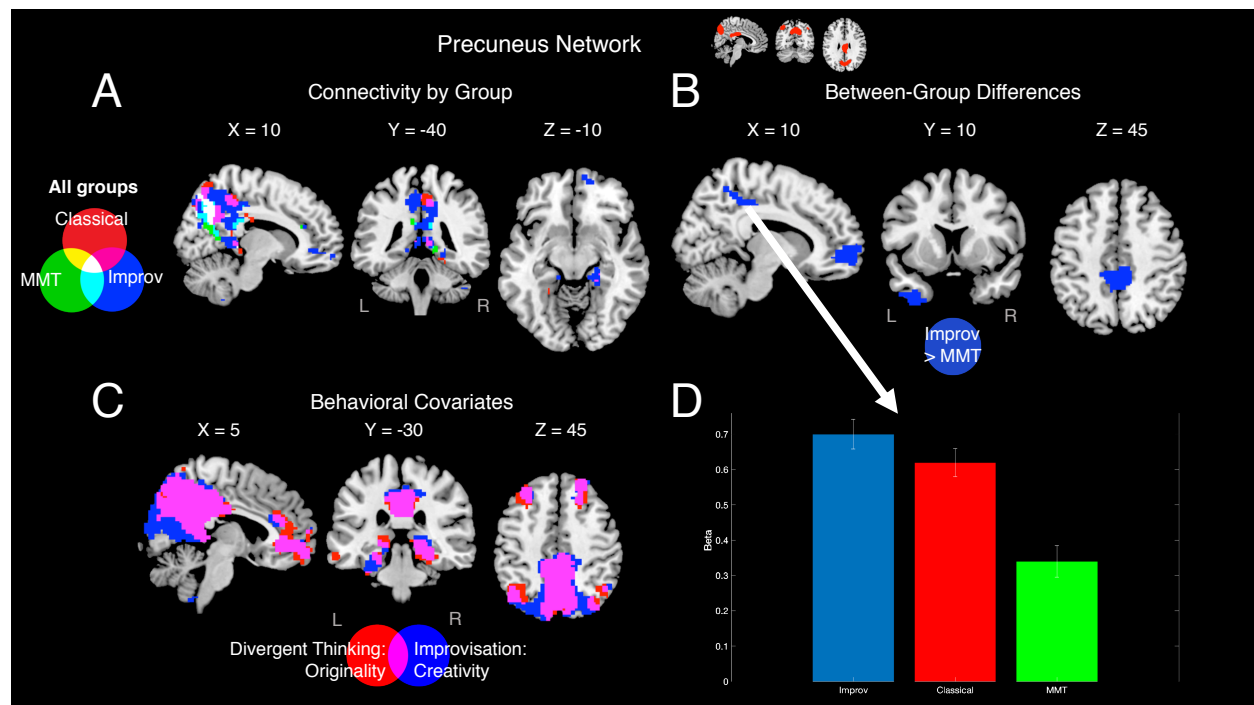 Precuneus Network
A
Connectivity by Group
X = 10
Y = -40
Z = -10
All groups
Classical
MMT
Improv
L
R
B
Between-Group Differences
X = 10
Y = 10
Z = 45
L
R
Improv
> MMT
C
Behavioral Covariates
X = 5
Y = -30
Z = 45
L
R
Divergent Thinking:
Originality
Improvisation:
Creativity
D
0.7
0.6
0.5
0.4
0.3
0.2
0.1
0
Beta
Improv
Classical
MMT